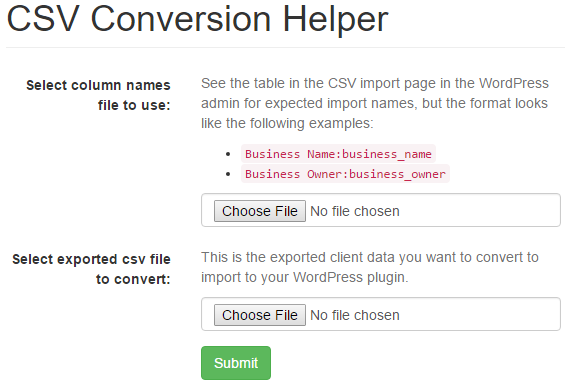 CSV Conversion Helper
Select column names
file to use:
See the table in the CSV import page in the WordPress
admin for expected import names, but the format looks
like the following examples:
Business Name:business_name
Business Owner:business_owner
Choose File No file chosen
Select exported csv file
to convert:
This is the exported client data you want to convert to
import to your WordPress plugin.
Choose File No file chosen
Submit